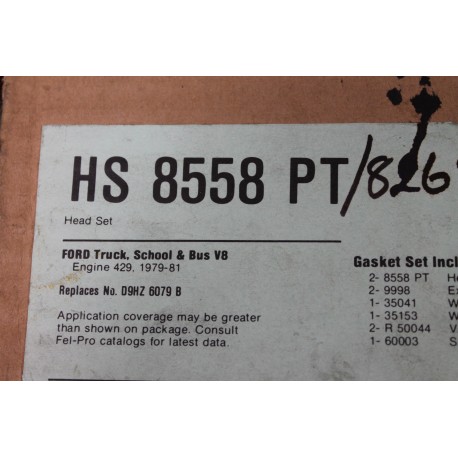 HS 8558 PT/826
Head Set
FORD Truck, School & Bus V8
Engine 429, 1979-81
Replaces No. D9HZ 6079 B
Application coverage may be greater
than shown on package. Consult
Fel-Pro catalogs for latest data.
Gasket Set Incl
2- 8558 PT He
2- 9998 Ex
1- 35041 W
1- 35153 W
2- R 50044 V
1- 60003 S